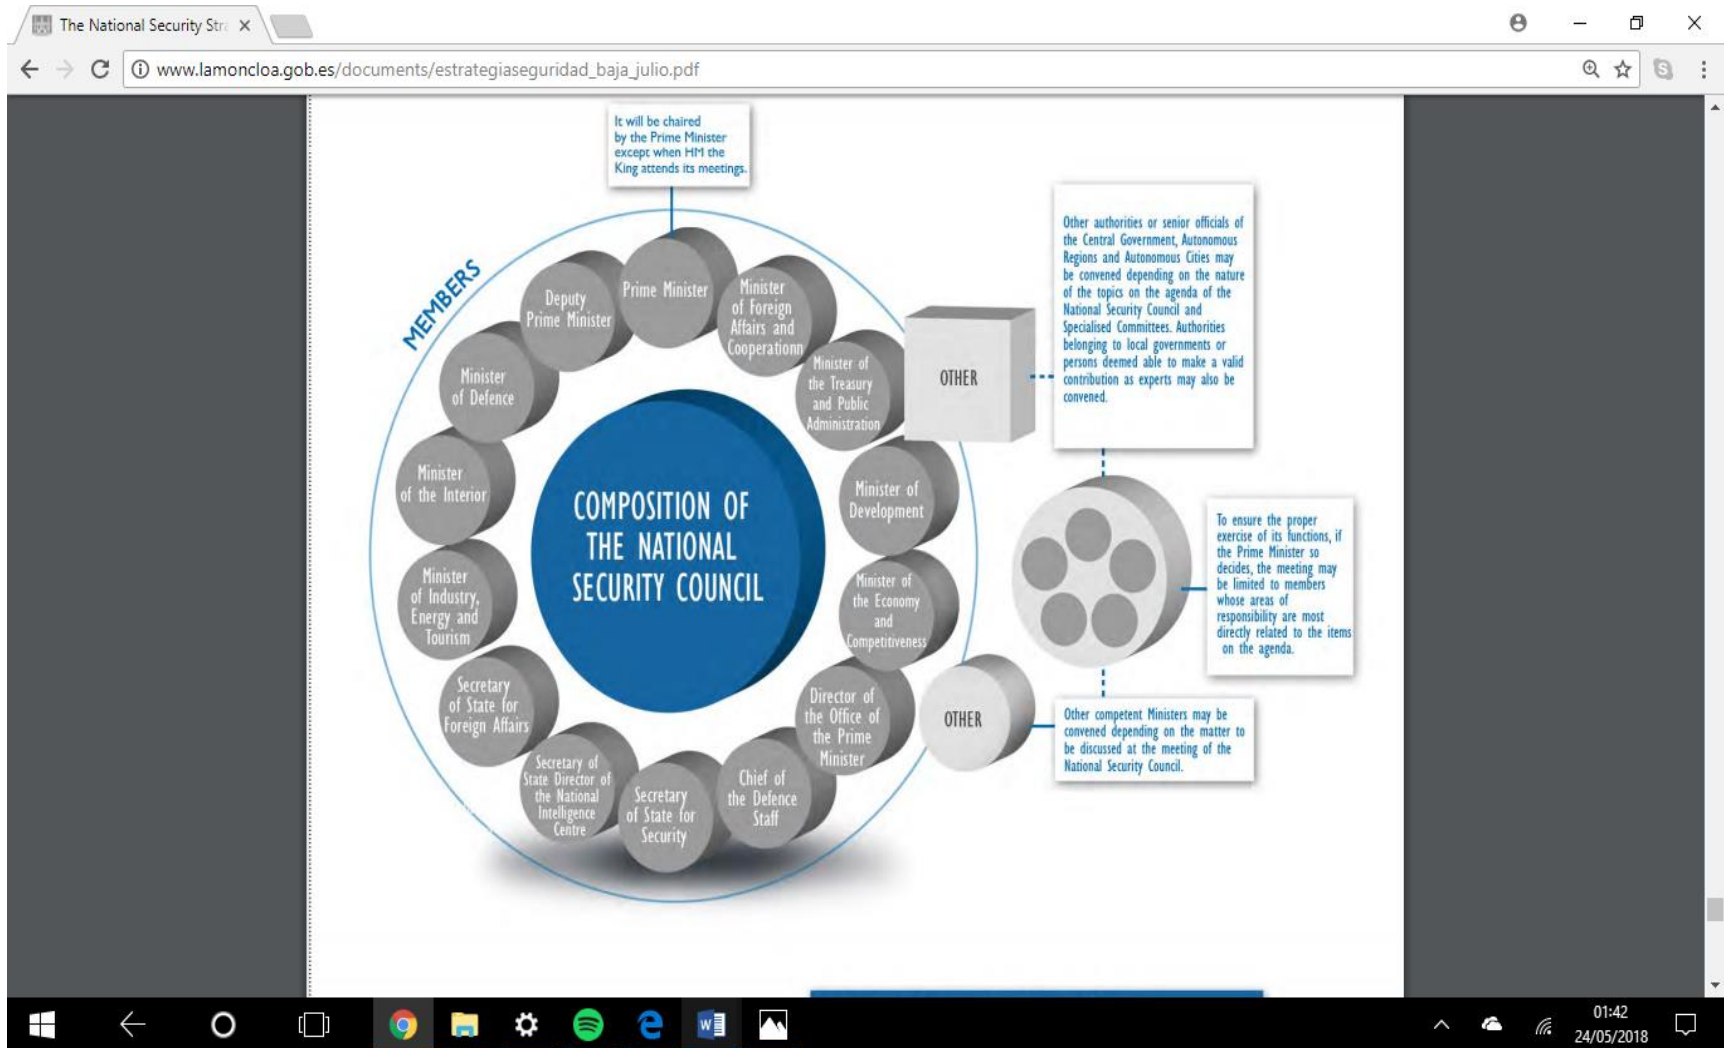 The National Security Stra
www.lamoncloa.gob.es/documents/estrategiaseguridad_baja_julio.pdf
It will be chaired
by the Prime Minister
except when HM the
King attends its meetings.
MEMBERS
Prime Minister
Minister
of Foreign
Affairs and
Cooperationn
Minister of
the Treasury
and Public
Administration
Minister of
Development
Minister of
the Economy
and
Competitiveness
Director of
the Office of
the Prime
Minister
Chief of
the Defence
Staff
Secretary
of State for
Security
Secretary of
State Director of
the National
Intelligence
Centre
Secretary
of State for
Foreign Affairs
Minister
of Industry,
Energy and
Tourism
Minister
of the Interior
Minister
of Defence
Deputy
Prime Minister
COMPOSITION OF
THE NATIONAL
SECURITY COUNCIL
OTHER
Other authorities or senior officials of
the Central Government, Autonomous
Regions and Autonomous Cities may
be convened depending on the nature
of the topics on the agenda of the
National Security Council and
Specialised Committees. Authorities
belonging to local governments or
persons deemed able to make a valid
contribution as experts may also be
convened.
To ensure the proper
exercise of its functions, if
the Prime Minister so
decides, the meeting may
be limited to members
whose areas of
responsibility are most
directly related to the items
on the agenda.
OTHER
Other competent Ministers may be
convened depending on the matter to
be discussed at the meeting of the
National Security Council.
01:42
24/05/2018